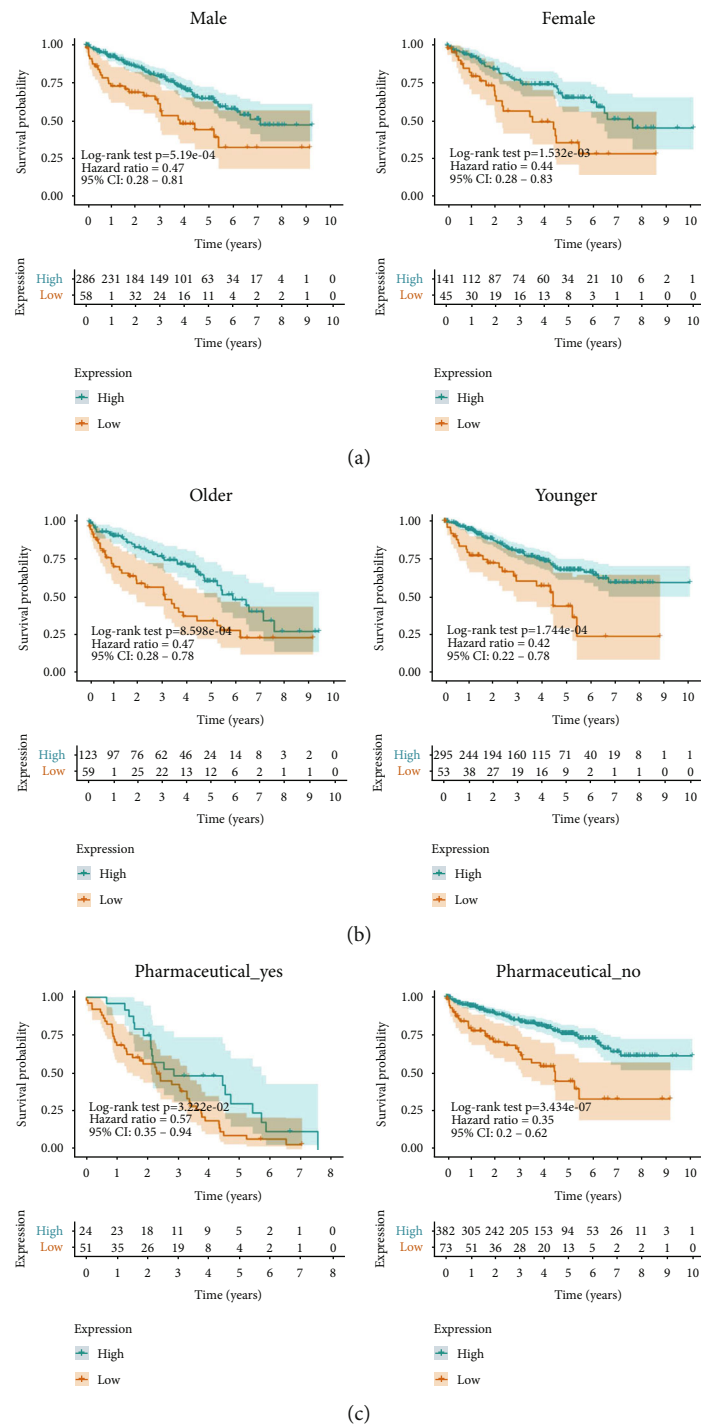 Male
Survival probability
1.00
0.75
0.50
0.25
0.00
Log-rank test p=5.19e-04
Hazard ratio = 0.47
95% CI: 0.28 – 0.81
0 1 2 3 4 5 6 7 8 9 10
Time (years)
Expression
High 286 231 184 149 101 63 34 17 4 1 0
Low 58 1 32 24 16 11 4 2 2 1 0
0 1 2 3 4 5 6 7 8 9 10
Time (years)
Expression
High
Low
Female
Survival probability
1.00
0.75
0.50
0.25
0.00
Log-rank test p=1.532e-03
Hazard ratio = 0.44
95% CI: 0.28 – 0.83
0 1 2 3 4 5 6 7 8 9 10
Time (years)
Expression
High 141 112 87 74 60 34 21 10 6 2 1
Low 45 30 19 16 13 8 3 1 1 0 0
0 1 2 3 4 5 6 7 8 9 10
Time (years)
Expression
High
Low
(a)
Older
Survival probability
1.00
0.75
0.50
0.25
0.00
Log-rank test p=8.598e-04
Hazard ratio = 0.47
95% CI: 0.28 – 0.78
0 1 2 3 4 5 6 7 8 9 10
Time (years)
Expression
High 123 97 76 62 46 24 14 8 3 2 0
Low 59 1 25 22 13 12 6 2 1 1 0
0 1 2 3 4 5 6 7 8 9 10
Time (years)
Expression
High
Low
Younger
Survival probability
1.00
0.75
0.50
0.25
0.00
Log-rank test p=1.744e-04
Hazard ratio = 0.42
95% CI: 0.22 – 0.78
0 1 2 3 4 5 6 7 8 9 10
Time (years)
Expression
High 295 244 194 160 115 71 40 19 8 1 1
Low 53 38 27 19 16 9 2 1 1 0 0
0 1 2 3 4 5 6 7 8 9 10
Time (years)
Expression
High
Low
(b)
Pharmaceutical_yes
Survival probability
1.00
0.75
0.50
0.25
0.00
Log-rank test p=3.222e-02
Hazard ratio = 0.57
95% CI: 0.35 – 0.94
0 1 2 3 4 5 6 7 8
Time (years)
Expression
High 24 23 18 11 9 5 2 1 0
Low 51 35 26 19 8 4 2 1 0
0 1 2 3 4 5 6 7 8
Time (years)
Expression
High
Low
Pharmaceutical_no
Survival probability
1.00
0.75
0.50
0.25
0.00
Log-rank test p=3.434e-07
Hazard ratio = 0.35
95% CI: 0.2 – 0.62
0 1 2 3 4 5 6 7 8 9 10
Time (years)
Expression
High 382 305 242 205 153 94 53 26 11 3 1
Low 73 51 36 28 20 13 5 2 2 1 0
0 1 2 3 4 5 6 7 8 9 10
Time (years)
Expression
High
Low
(c)